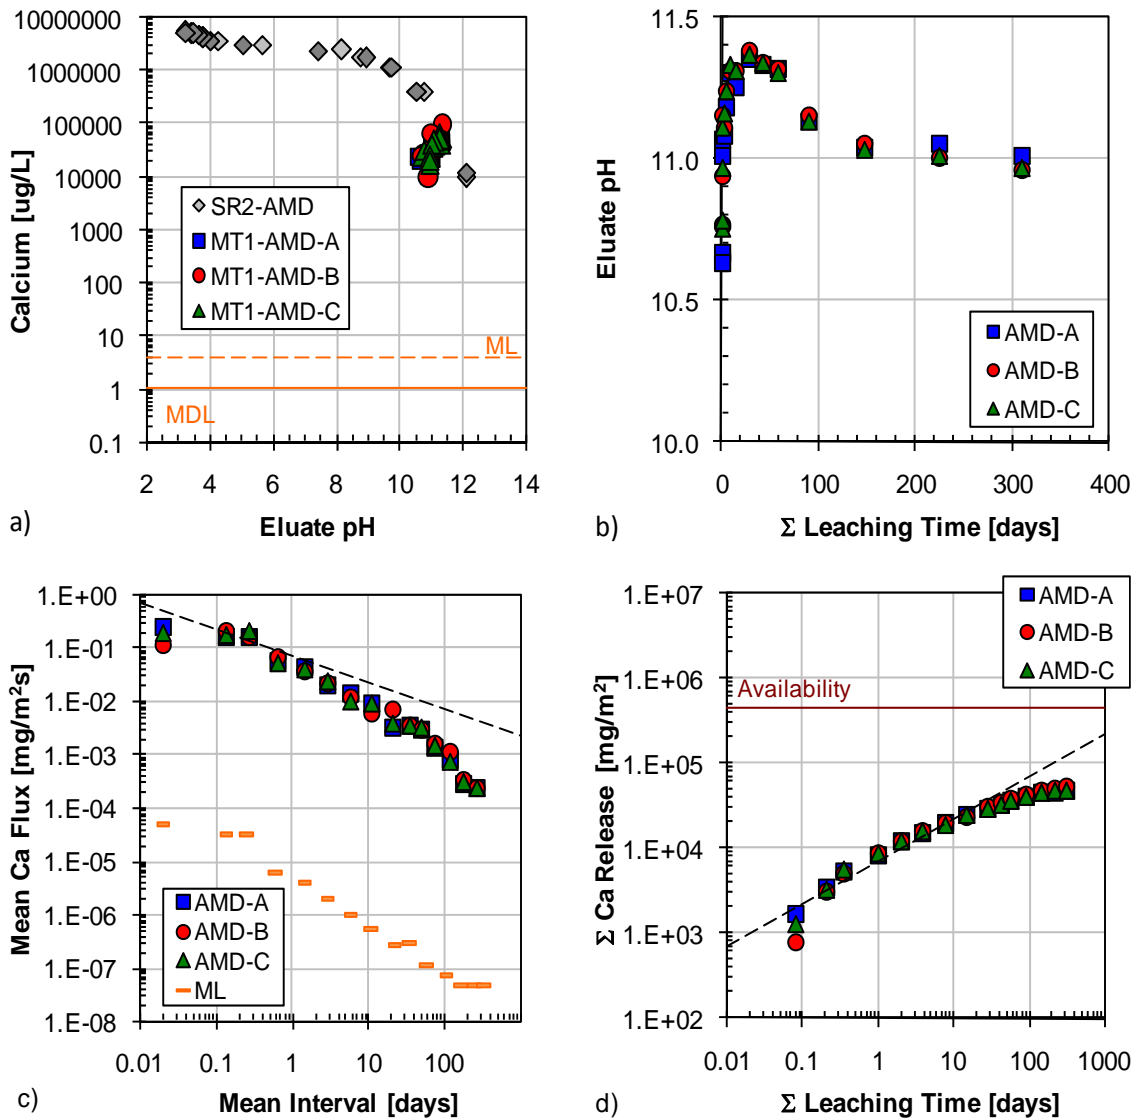 10000000
1000000
100000
10000
1000
100
10
1
0.1
Calcium [ug/L]
SR2-AMD
MT1-AMD-A
MT1-AMD-B
MT1-AMD-C
ML
MDL
2 4 6 8 10 12 14
Eluate pH
a)
11.5
11.0
10.5
10.0
Eluate pH
AMD-A
AMD-B
AMD-C
0 100 200 300 400
Σ Leaching Time [days]
b)
1.E+00
1.E-01
1.E-02
1.E-03
1.E-04
1.E-05
1.E-06
1.E-07
1.E-08
Mean Ca Flux [mg/m²s]
AMD-A
AMD-B
AMD-C
ML
0.01 0.1 1 10 100
Mean Interval [days]
c)
1.E+07
1.E+06
1.E+05
1.E+04
1.E+03
1.E+02
Σ Ca Release [mg/m²]
AMD-A
AMD-B
AMD-C
Availability
0.01 0.1 1 10 100 1000
Σ Leaching Time [days]
d)